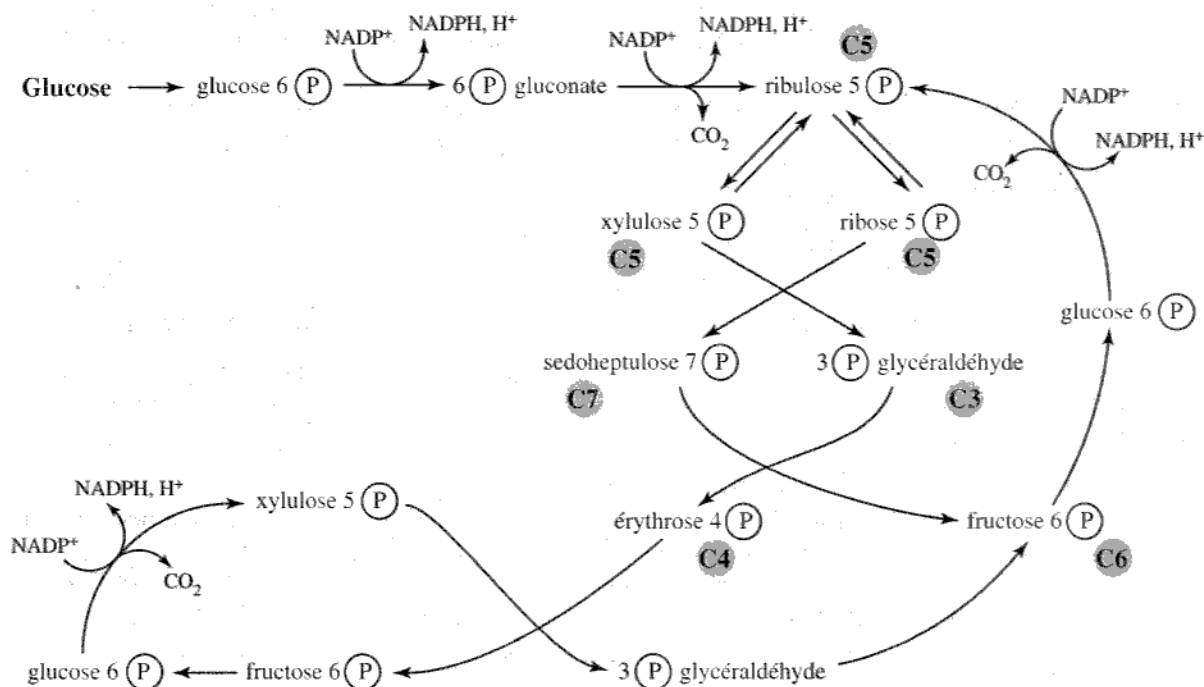 NADP⁺ NADPH, H⁺ NADP⁺ NADPH, H⁺ C5
Glucose glucose 6 P 6 P gluconate ribulose 5 P NADP⁺
CO₂ CO₂ NADPH, H⁺
xylulose 5 P ribose 5 P
C5 C5
glucose 6 P
sedoheptulose 7 P 3 P glycéraldéhyde
C7 C3
NADPH, H⁺ xylulose 5 P érythrose 4 P fructose 6 P
NADP⁺ CO₂ C4 C6
glucose 6 P fructose 6 P 3 P glycéraldéhyde